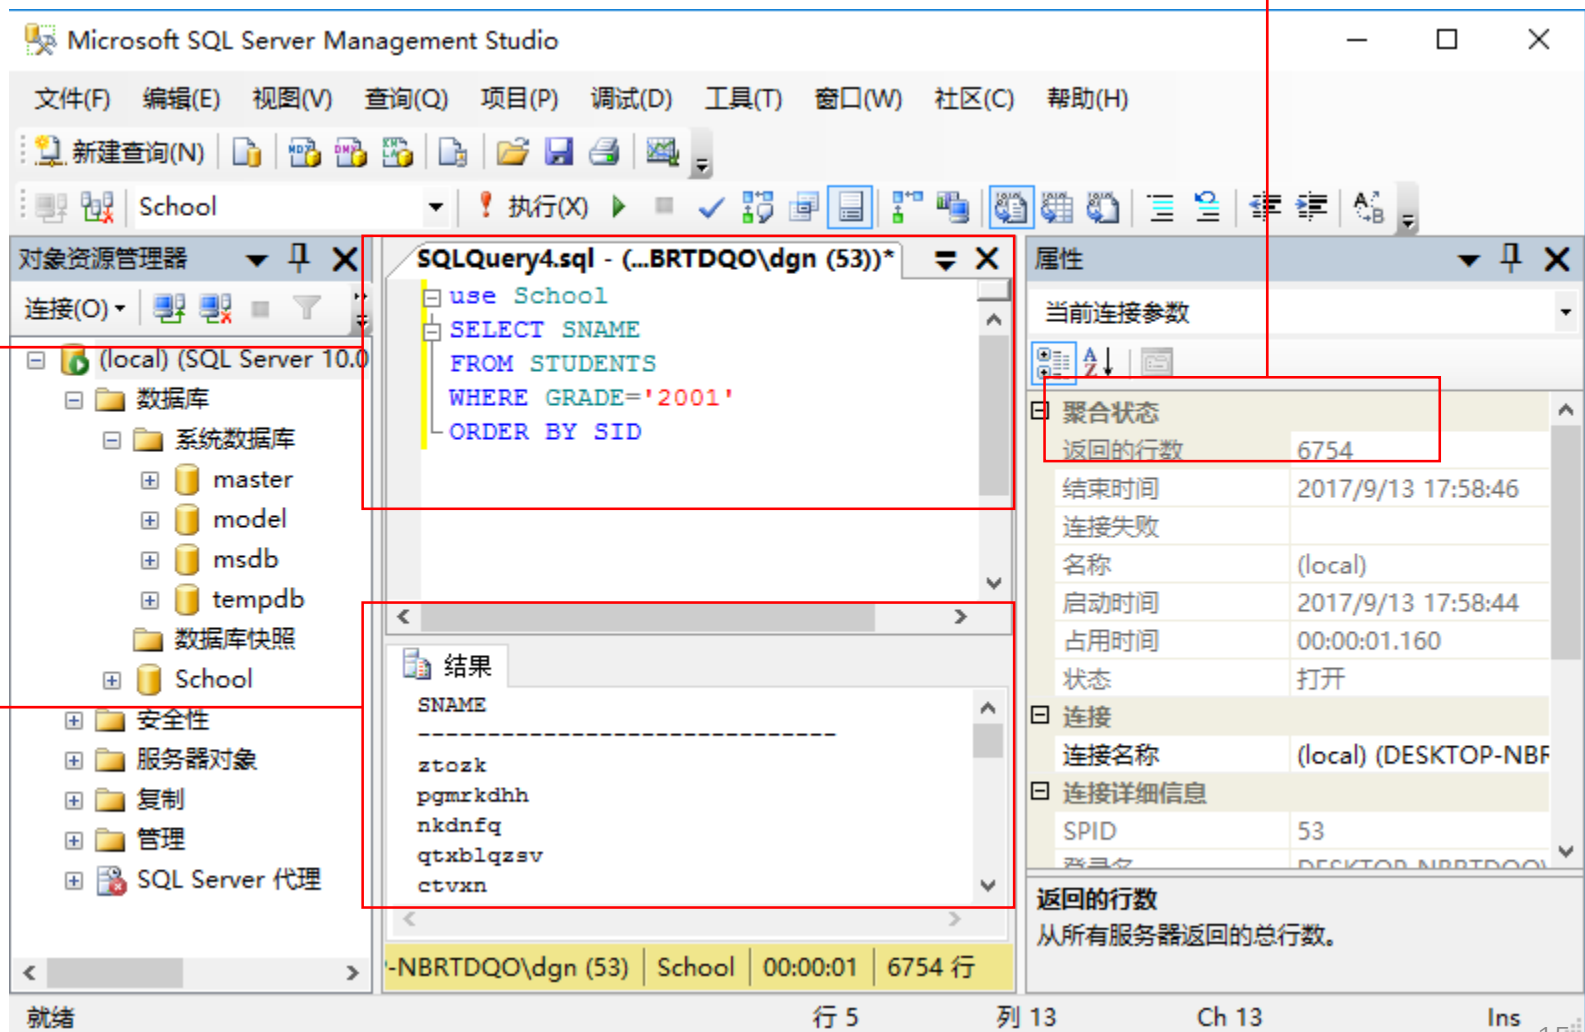 Microsoft SQL Server Management Studio
文件(F) 编辑(E) 视图(V) 查询(Q) 项目(P) 调试(D) 工具(T) 窗口(W) 社区(C) 帮助(H)
新建查询(N)
School 执行(X)
对象资源管理器
连接(O)
(local) (SQL Server 10.0
数据库
系统数据库
master
model
msdb
tempdb
数据库快照
School
安全性
服务器对象
复制
管理
SQL Server 代理
SQLQuery4.sql - (...BRTDQO\dgn (53))*
use School
SELECT SNAME
FROM STUDENTS
WHERE GRADE='2001'
ORDER BY SID
结果
SNAME
------------------------------
ztozk
pgmrkdhh
nkdnfq
qtxblqzsv
ctvxn
-NBRTDQO\dgn (53) School 00:00:01 6754 行
属性
当前连接参数
聚合状态
返回的行数 6754
结束时间 2017/9/13 17:58:46
连接失败
名称 (local)
启动时间 2017/9/13 17:58:44
占用时间 00:00:01.160
状态 打开
连接
连接名称 (local) (DESKTOP-NBR
连接详细信息
SPID 53
登录名 DESKTOP-NBRTDQO\
返回的行数
从所有服务器返回的总行数。
就绪 行 5 列 13 Ch 13 Ins